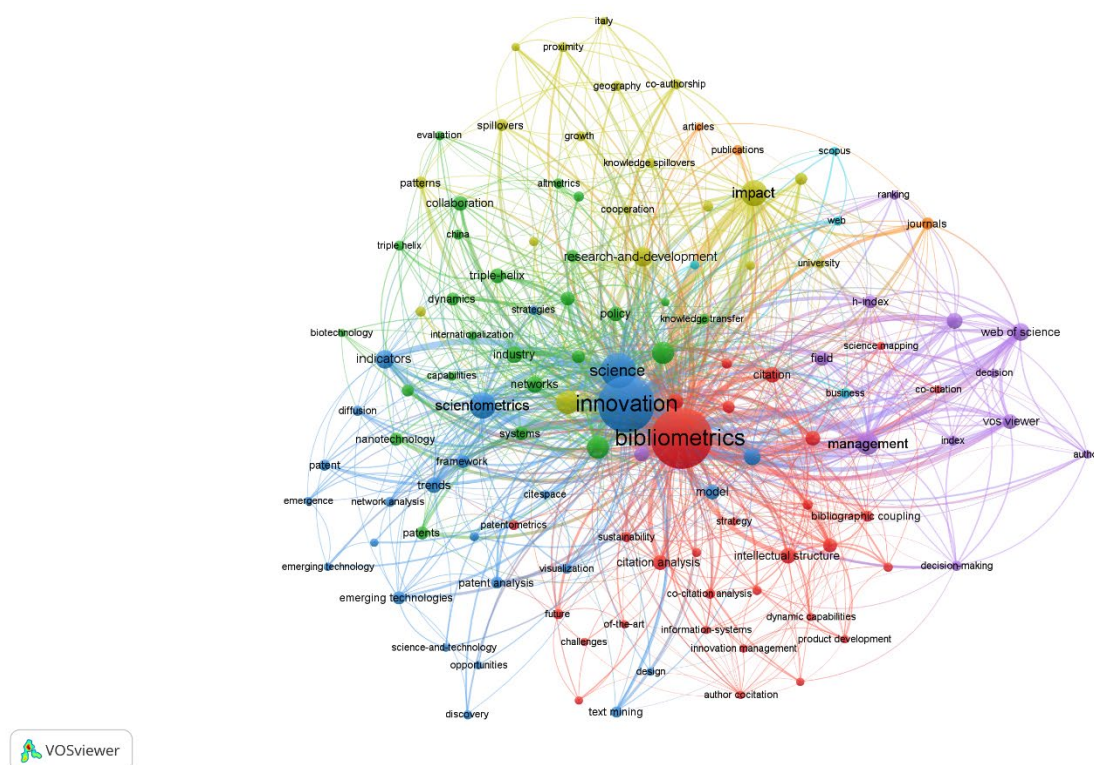 italy
proximity
geography
co-authorship
spillovers
articles
evaluation
growth
publications
scopus
knowledge spillovers
patterns
altmetrics
impact
ranking
collaboration
cooperation
china
web
journals
triple helix
research-and-development
university
triple-helix
dynamics
strategies
h-index
policy
knowledge transfer
web of science
biotechnology
internationalization
science mapping
indicators
industry
field
science
decision
capabilities
networks
citation
co-citation
business
diffusion
scientometrics
innovation
vos viewer
nanotechnology
systems
bibliometrics
management
index
patent
framework
author
trends
model
emergence
network analysis
citespace
bibliographic coupling
patentometrics
strategy
patents
sustainability
citation analysis
intellectual structure
emerging technology
visualization
decision-making
patent analysis
emerging technologies
co-citation analysis
future
dynamic capabilities
of-the-art
information-systems
product development
science-and-technology
challenges
innovation management
opportunities
design
author cocitation
discovery
text mining
VOSviewer